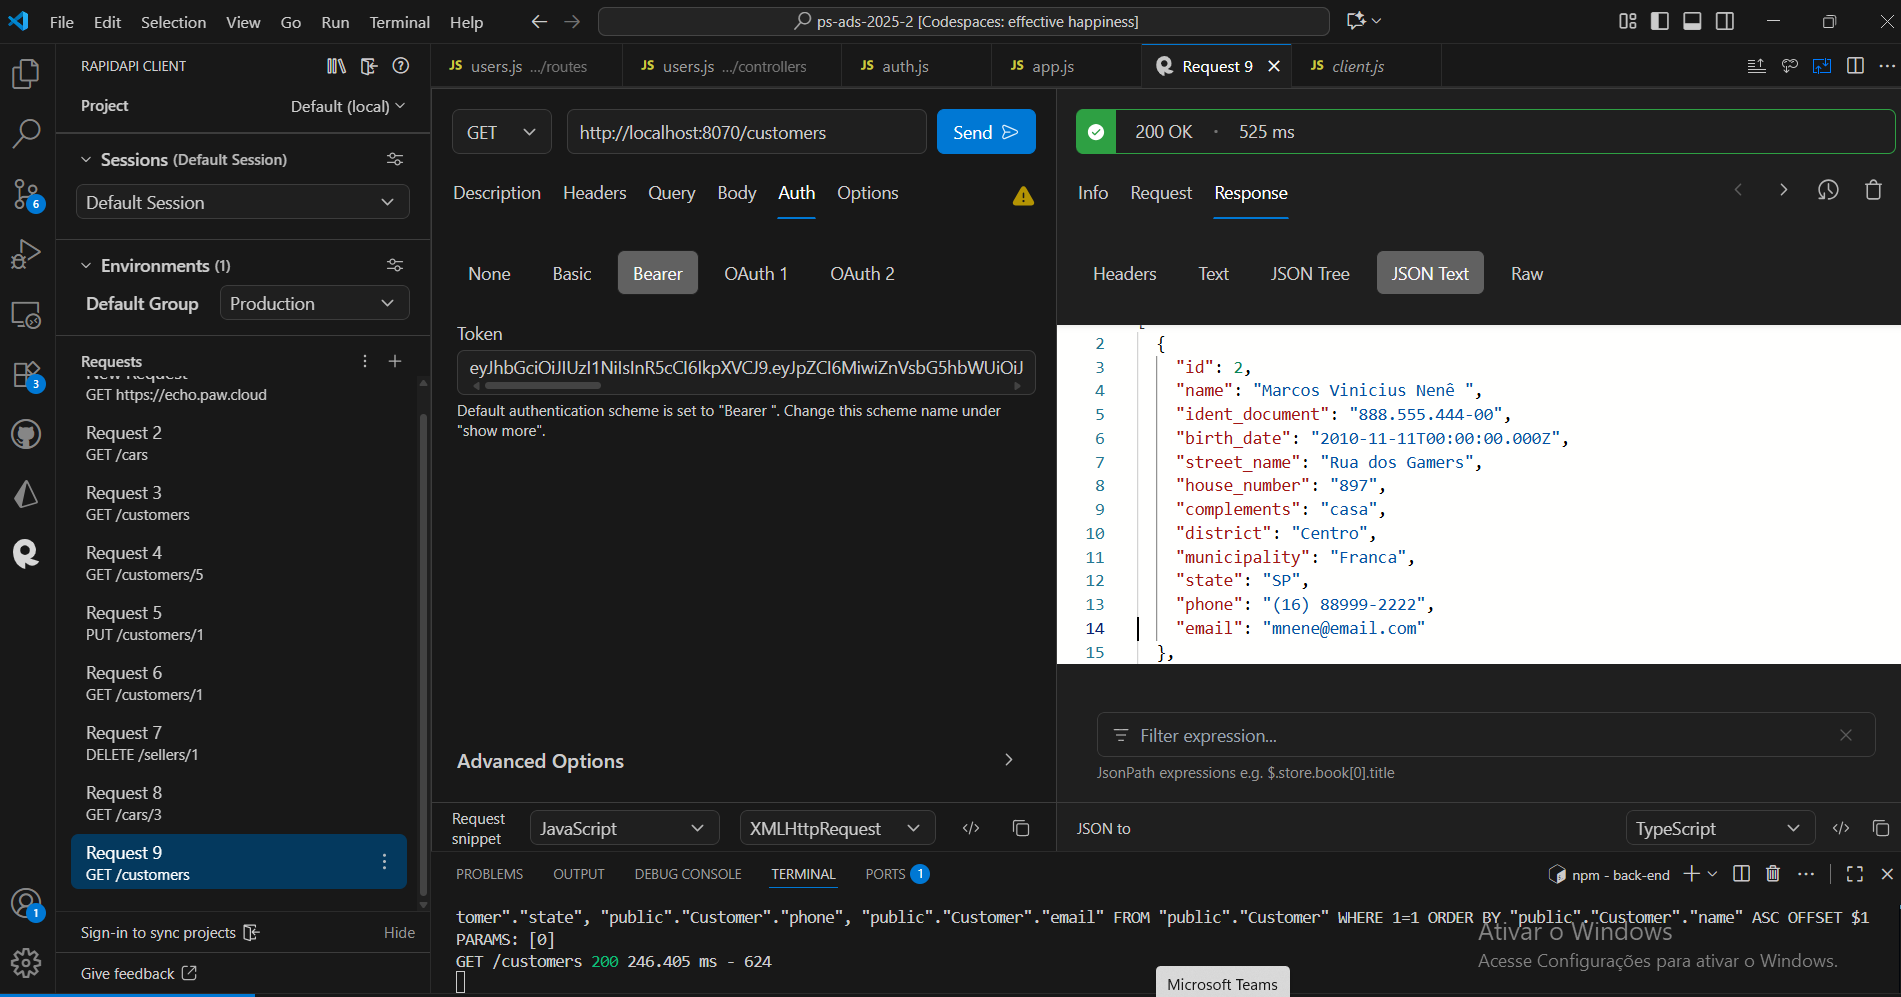 File Edit Selection View Go Run Terminal Help
ps-ads-2025-2 [Codespaces: effective happiness]
RAPIDAPI CLIENT
Project Default (local)
Sessions (Default Session)
Default Session
Environments (1)
Default Group Production
Requests
New Request
GET https://echo.paw.cloud
Request 2
GET /cars
Request 3
GET /customers
Request 4
GET /customers/5
Request 5
PUT /customers/1
Request 6
GET /customers/1
Request 7
DELETE /sellers/1
Request 8
GET /cars/3
Request 9
GET /customers
Sign-in to sync projects Hide
Give feedback
6
3
1
JS users.js .../routes JS users.js .../controllers JS auth.js JS app.js Request 9 JS client.js
GET http://localhost:8070/customers Send
Description Headers Query Body Auth Options
None Basic Bearer OAuth 1 OAuth 2
Token
Default authentication scheme is set to "Bearer ". Change this scheme name under
"show more".
Advanced Options
Request
snippet
JavaScript XMLHttpRequest </>
200 OK · 525 ms
Info Request Response
Headers Text JSON Tree JSON Text Raw
2 {
3 "id": 2,
4 "name": "Marcos Vinicius Nenê ",
5 "ident_document": "888.555.444-00",
6 "birth_date": "2010-11-11T00:00:00.000Z",
7 "street_name": "Rua dos Gamers",
8 "house_number": "897",
9 "complements": "casa",
10 "district": "Centro",
11 "municipality": "Franca",
12 "state": "SP",
13 "phone": "(16) 88999-2222",
14 "email": "mnene@email.com"
15 },
Filter expression...
JsonPath expressions e.g. $.store.book[0].title
JSON to TypeScript </>
PROBLEMS OUTPUT DEBUG CONSOLE TERMINAL PORTS 1
npm - back-end
tomer"."state", "public"."Customer"."phone", "public"."Customer"."email" FROM "public"."Customer" WHERE 1=1 ORDER BY "public"."Customer"."name" ASC OFFSET $1
PARAMS: [0]
GET /customers 200 246.405 ms - 624
Ativar o Windows
Acesse Configurações para ativar o Windows.
Microsoft Teams